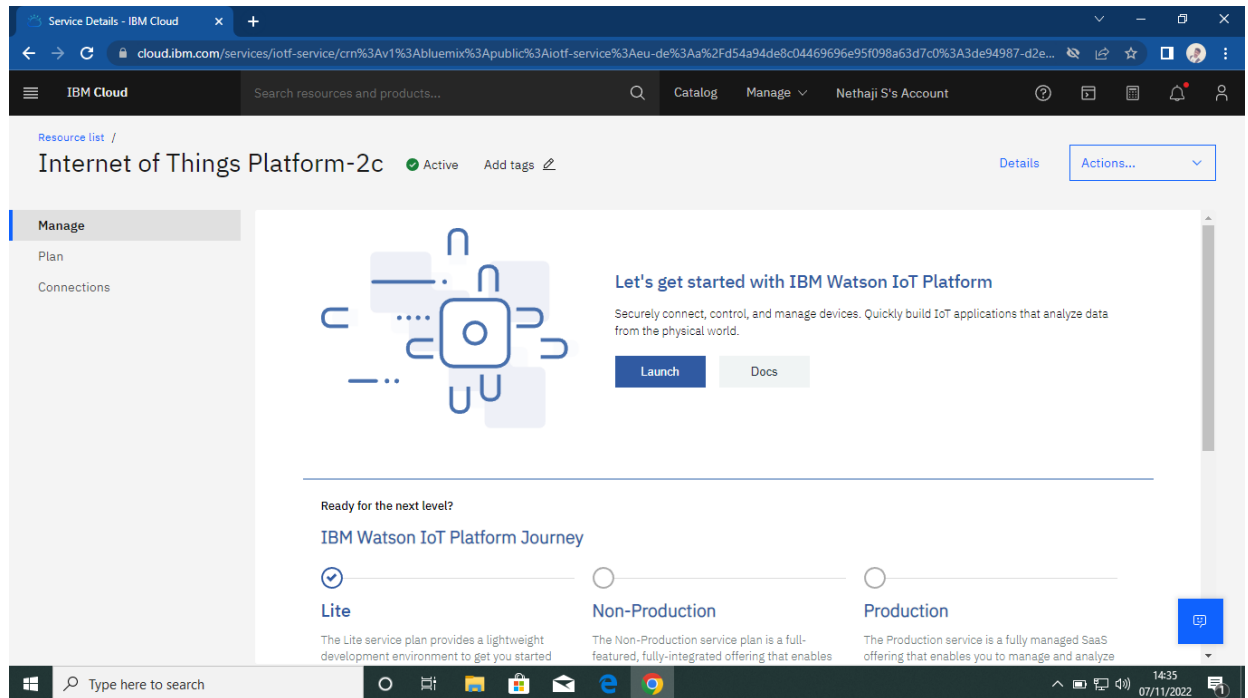 Service Details - IBM Cloud
cloud.ibm.com/services/iotf-service/crn%3Av1%3Abluemix%3Apublic%3Aiotf-service%3Aeu-de%3Aa%2Fd54a94de8c04469696e95f098a63d7c0%3A3de94987-d2e...
IBM Cloud
Search resources and products...
Catalog
Manage
Nethaji S's Account
Resource list /
Internet of Things Platform-2c
Active
Add tags
Details
Actions...
Manage
Plan
Connections
Let's get started with IBM Watson IoT Platform
Securely connect, control, and manage devices. Quickly build IoT applications that analyze data
from the physical world.
Launch
Docs
Ready for the next level?
IBM Watson IoT Platform Journey
Lite
The Lite service plan provides a lightweight
development environment to get you started
Non-Production
The Non-Production service plan is a full-
featured, fully-integrated offering that enables
Production
The Production service is a fully managed SaaS
offering that enables you to manage and analyze
Type here to search
14:35
07/11/2022